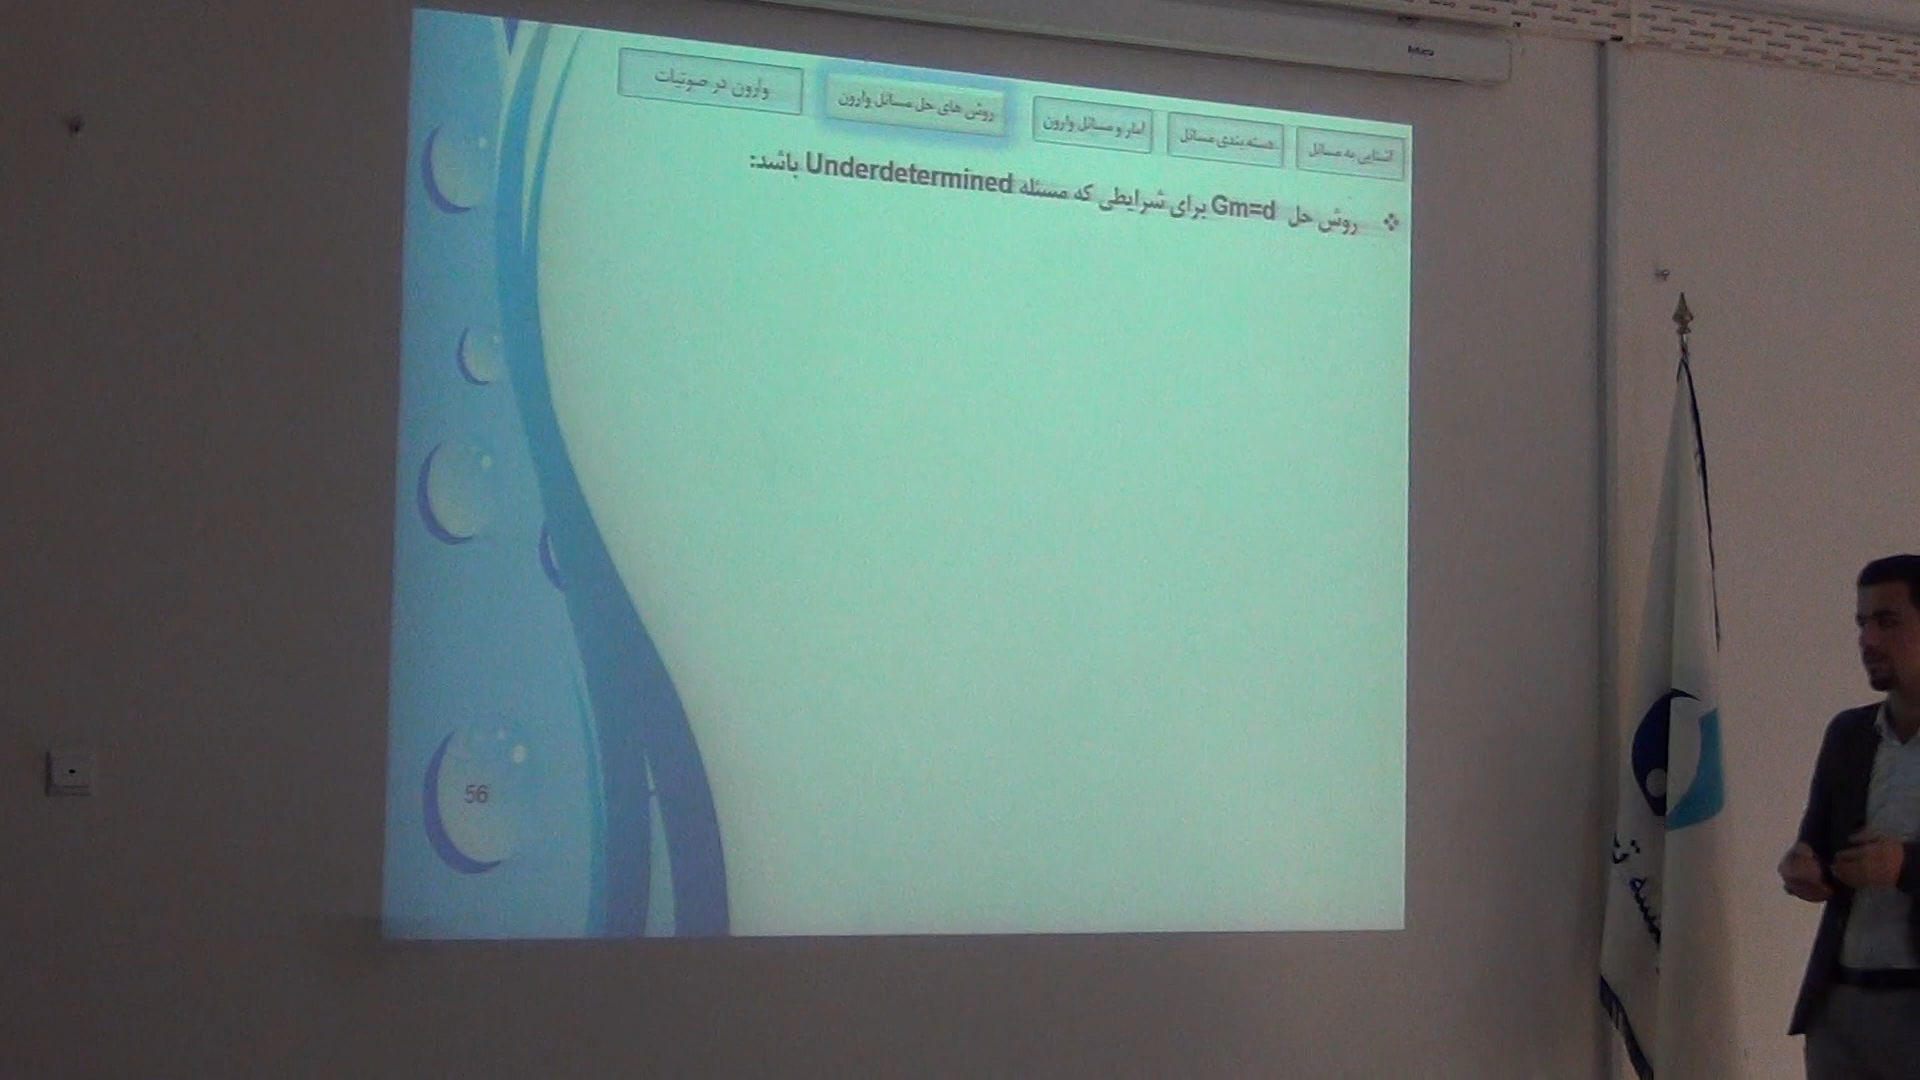 آشنایی به مسائل
دسته بندی مسائل
آمار و مسائل وارون
روش های حل مسائل وارون
وارون در صوتیات
❖ روش حل Gm=d برای شرایطی که مسئله Underdetermined باشد:
56